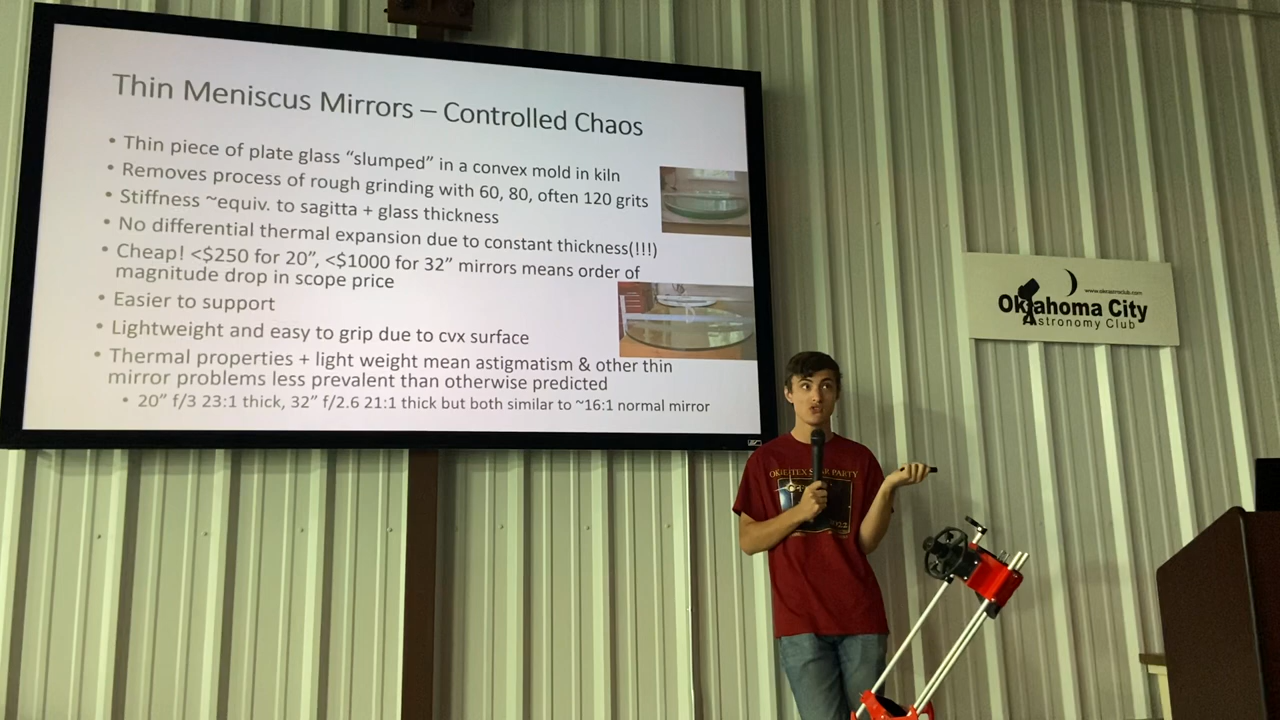 Thin Meniscus Mirrors – Controlled Chaos
• Thin piece of plate glass “slumped” in a convex mold in kiln
• Removes process of rough grinding with 60, 80, often 120 grits
• Stiffness ~equiv. to sagitta + glass thickness
• No differential thermal expansion due to constant thickness(!!!)
• Cheap! <$250 for 20”, <$1000 for 32” mirrors means order of
magnitude drop in scope price
• Easier to support
• Lightweight and easy to grip due to cvx surface
• Thermal properties + light weight mean astigmatism & other thin
mirror problems less prevalent than otherwise predicted
• 20” f/3 23:1 thick, 32” f/2.6 21:1 thick but both similar to ~16:1 normal mirror
www.okcastroclub.com
Oklahoma City
Astronomy Club
OKIE-TEX STAR PARTY
2022